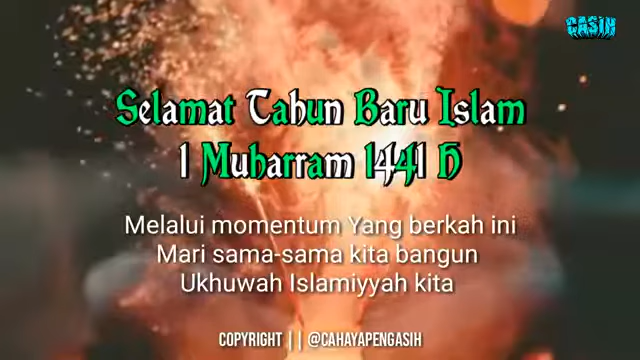 CASIH
Selamat Tahun Baru Islam
1 Muharram 1441 H
Melalui momentum Yang berkah ini
Mari sama-sama kita bangun
Ukhuwah Islamiyyah kita
COPYRIGHT || @CAHAYAPENGASIH